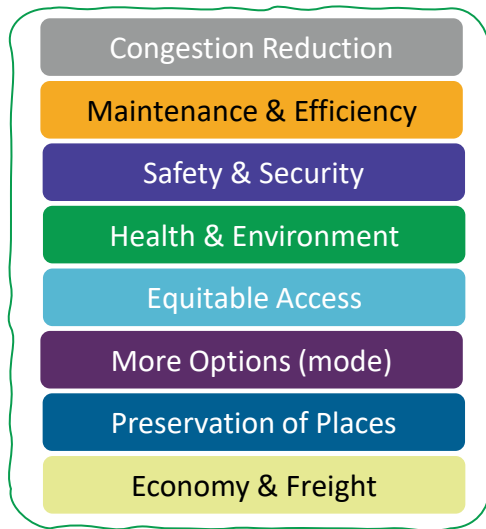 Congestion Reduction
Maintenance & Efficiency
Safety & Security
Health & Environment
Equitable Access
More Options (mode)
Preservation of Places
Economy & Freight